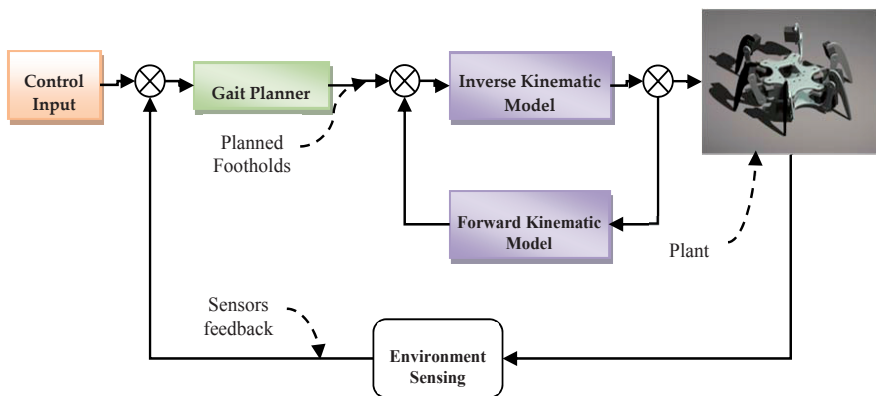 Control
Input
Gait Planner
Inverse Kinematic
Model
Planned
Footholds
Forward Kinematic
Model
Plant
Sensors
feedback
Environment
Sensing